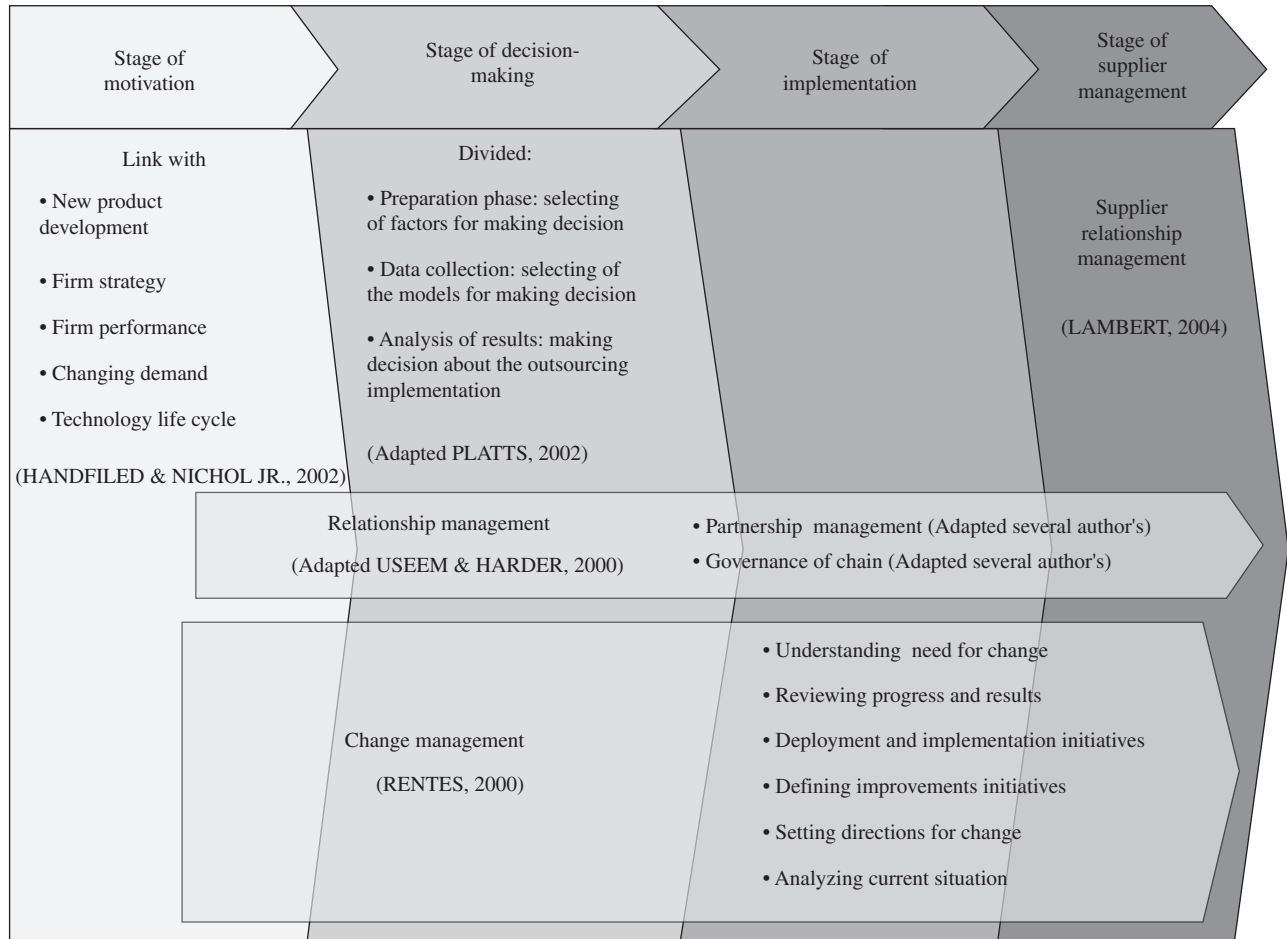 Stage of
motivation
Stage of decision-
making
Stage of
implementation
Stage of
supplier
management
Link with
• New product
development
• Firm strategy
• Firm performance
• Changing demand
• Technology life cycle
(HANDFILED & NICHOL JR., 2002)
Divided:
• Preparation phase: selecting
of factors for making decision
• Data collection: selecting of
the models for making decision
• Analysis of results: making
decision about the outsourcing
implementation
(Adapted PLATTS, 2002)
Supplier
relationship
management
(LAMBERT, 2004)
Relationship management
(Adapted USEEM & HARDER, 2000)
• Partnership management (Adapted several author's)
• Governance of chain (Adapted several author's)
Change management
(RENTES, 2000)
• Understanding need for change
• Reviewing progress and results
• Deployment and implementation initiatives
• Defining improvements initiatives
• Setting directions for change
• Analyzing current situation